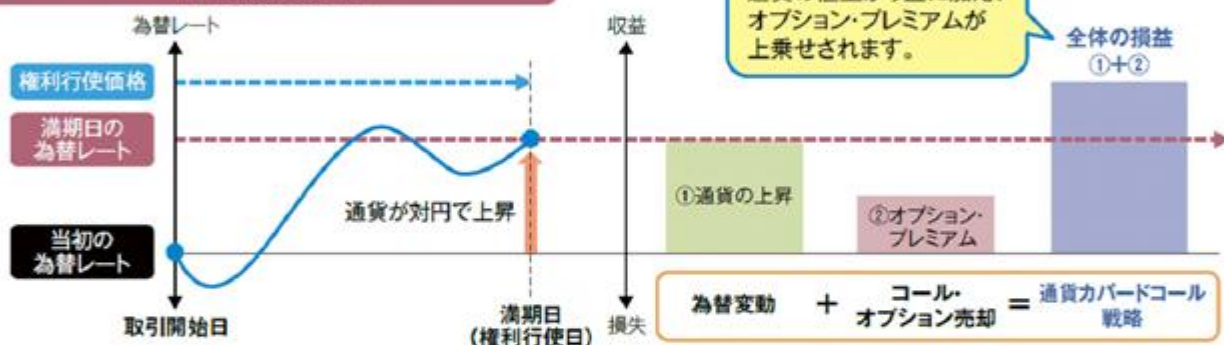 オプション・プレミアムが
上乗せされます。
為替レート
収益
全体の損益
①+②
権利行使価格
満期日の
為替レート
①通貨の上昇
通貨が対円で上昇
②オプション・
プレミアム
当初の
為替レート
取引開始日
満期日
(権利行使日)
損失
為替変動
+
コール・
オプション売却
=
通貨カバードコール
戦略